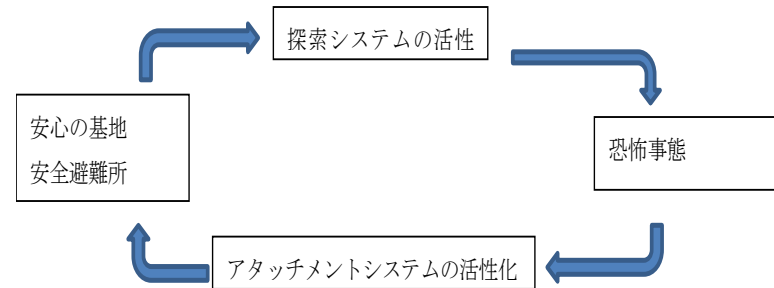 探索システムの活性
安心の基地
安全避難所
恐怖事態
アタッチメントシステムの活性化